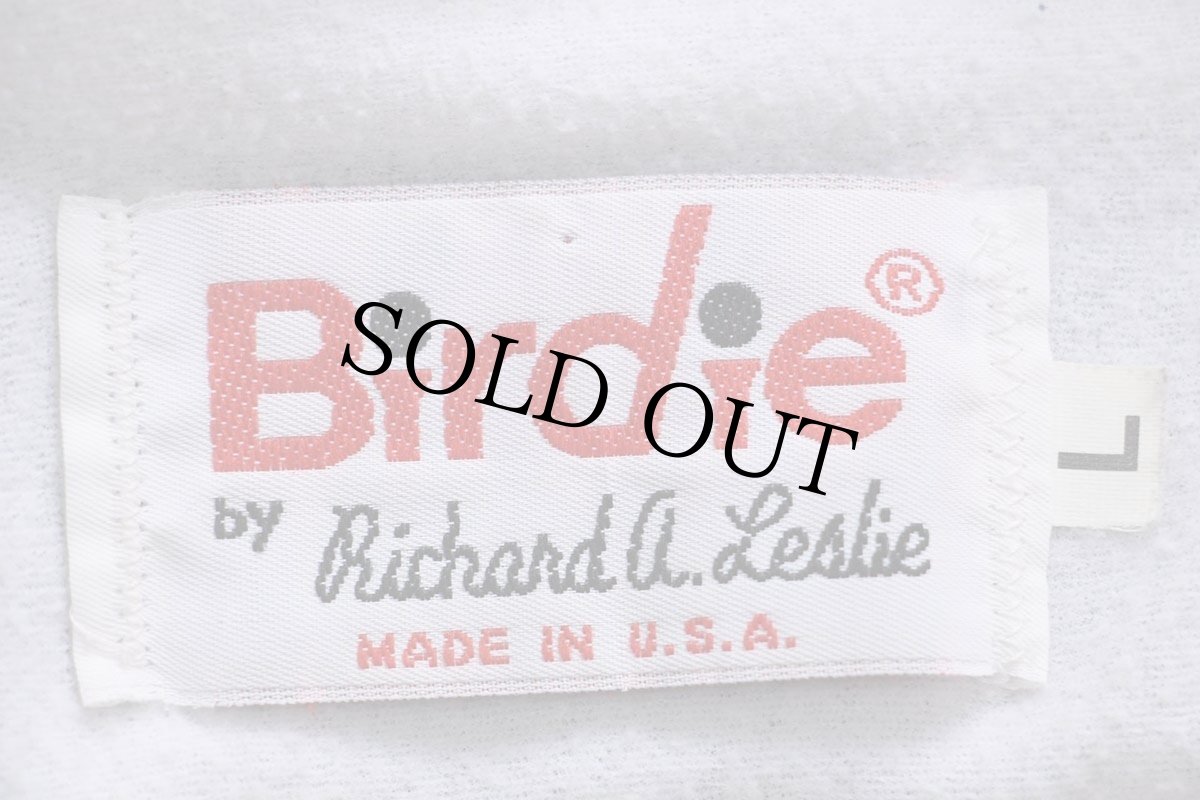 Birdie®
SOLD OUT
by Richard A. Leslie
MADE IN U.S.A.
L